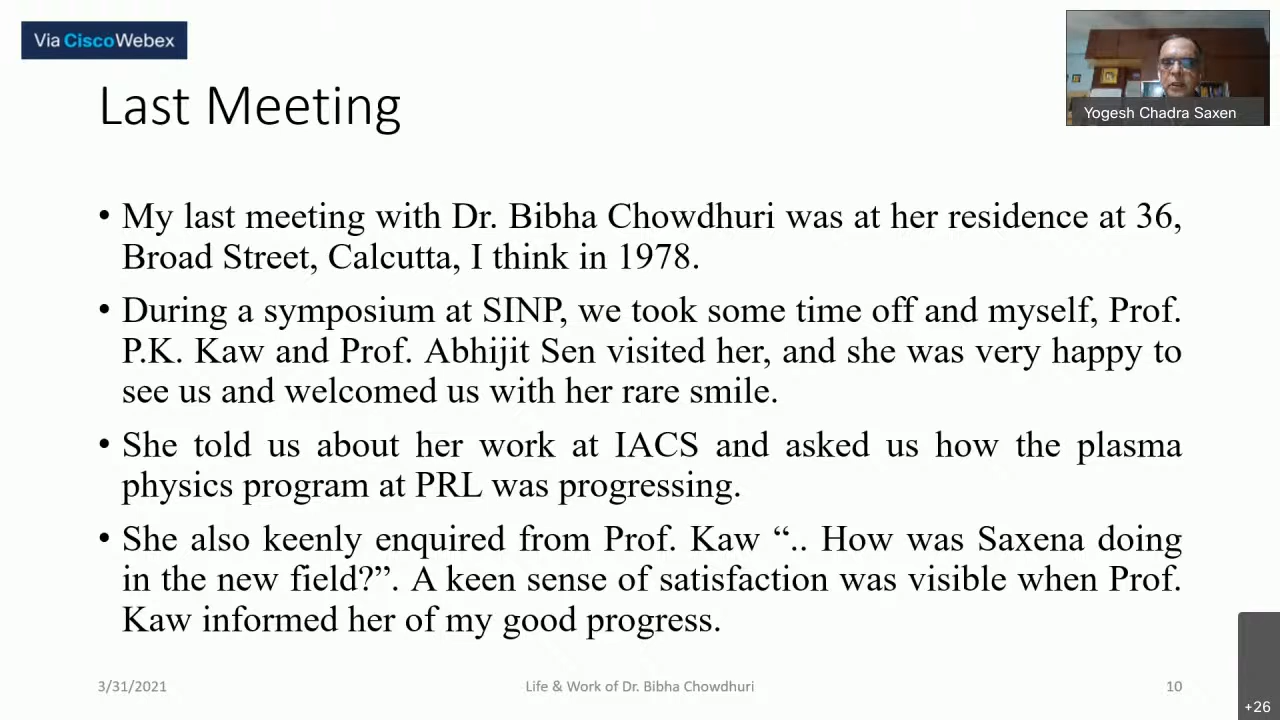 Via CiscoWebex
Yogesh Chadra Saxen
Last Meeting
• My last meeting with Dr. Bibha Chowdhuri was at her residence at 36,
Broad Street, Calcutta, I think in 1978.
• During a symposium at SINP, we took some time off and myself, Prof.
P.K. Kaw and Prof. Abhijit Sen visited her, and she was very happy to
see us and welcomed us with her rare smile.
• She told us about her work at IACS and asked us how the plasma
physics program at PRL was progressing.
• She also keenly enquired from Prof. Kaw “.. How was Saxena doing
in the new field?”. A keen sense of satisfaction was visible when Prof.
Kaw informed her of my good progress.
3/31/2021
Life & Work of Dr. Bibha Chowdhuri
10
+26